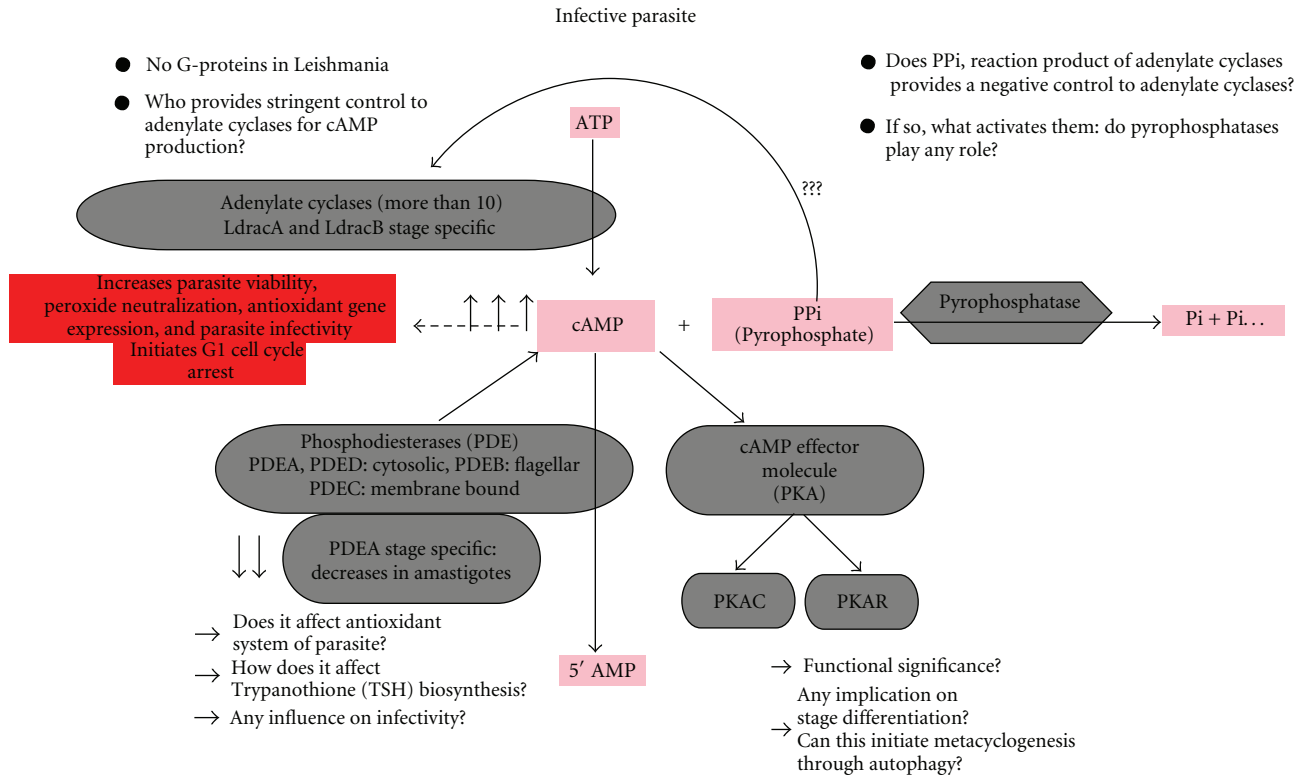 Infective parasite
● No G-proteins in Leishmania
● Who provides stringent control to
adenylate cyclases for cAMP
production?
● Does PPi, reaction product of adenylate cyclases
provides a negative control to adenylate cyclases?
● If so, what activates them: do pyrophosphatases
play any role?
ATP
???
Adenylate cyclases (more than 10)
LdracA and LdracB stage specific
Increases parasite viability,
peroxide neutralization, antioxidant gene
expression, and parasite infectivity
Initiates G1 cell cycle
arrest
cAMP
+
PPi
(Pyrophosphate)
Pyrophosphatase
Pi + Pi...
Phosphodiesterases (PDE)
PDEA, PDED: cytosolic, PDEB: flagellar
PDEC: membrane bound
cAMP effector
molecule
(PKA)
PDEA stage specific:
decreases in amastigotes
PKAC
PKAR
Does it affect antioxidant
system of parasite?
How does it affect
Trypanothione (TSH) biosynthesis?
Any influence on infectivity?
5′ AMP
Functional significance?
Any implication on
stage differentiation?
Can this initiate metacyclogenesis
through autophagy?